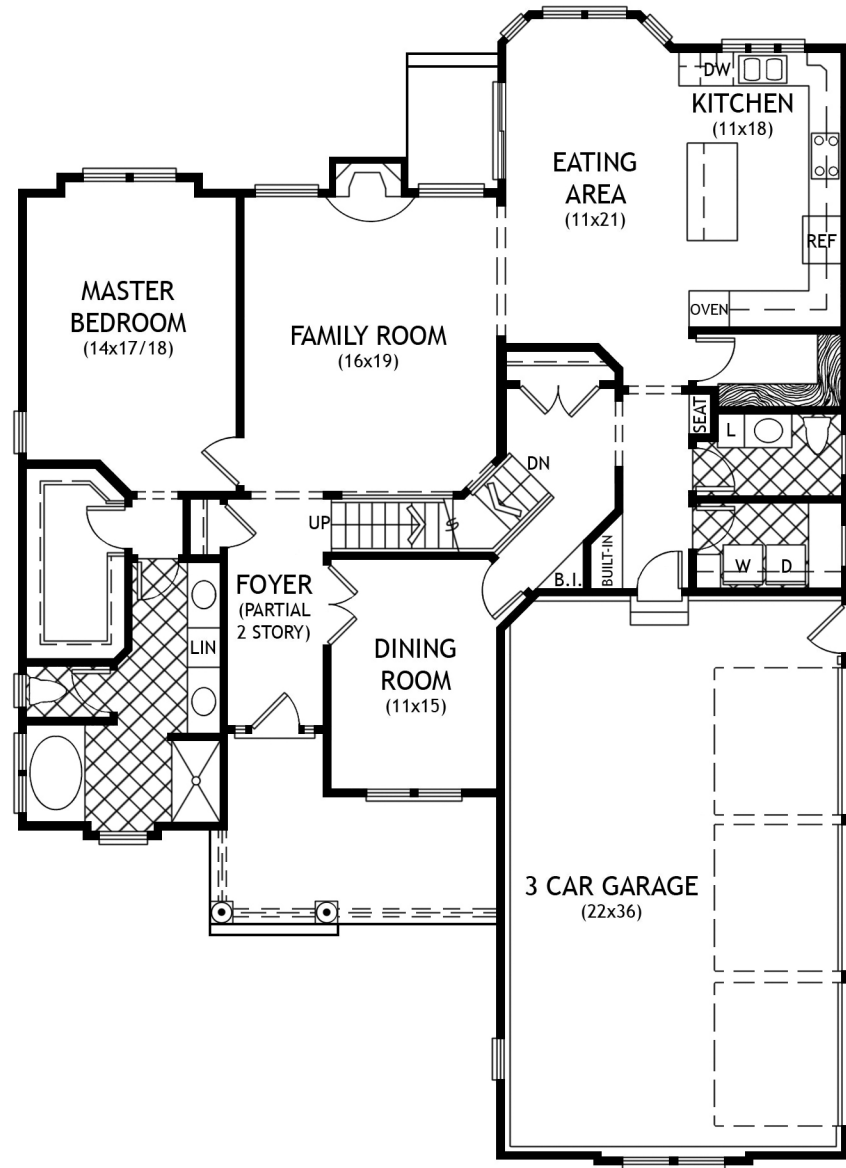 DW
KITCHEN
(11x18)
EATING
AREA
(11x21)
REF
OVEN
MASTER
BEDROOM
(14x17/18)
FAMILY ROOM
(16x19)
SEAT
L
DN
UP
S
W
D
BUILT-IN
B.I.
FOYER
(PARTIAL
2 STORY)
LIN
DINING
ROOM
(11x15)
3 CAR GARAGE
(22x36)